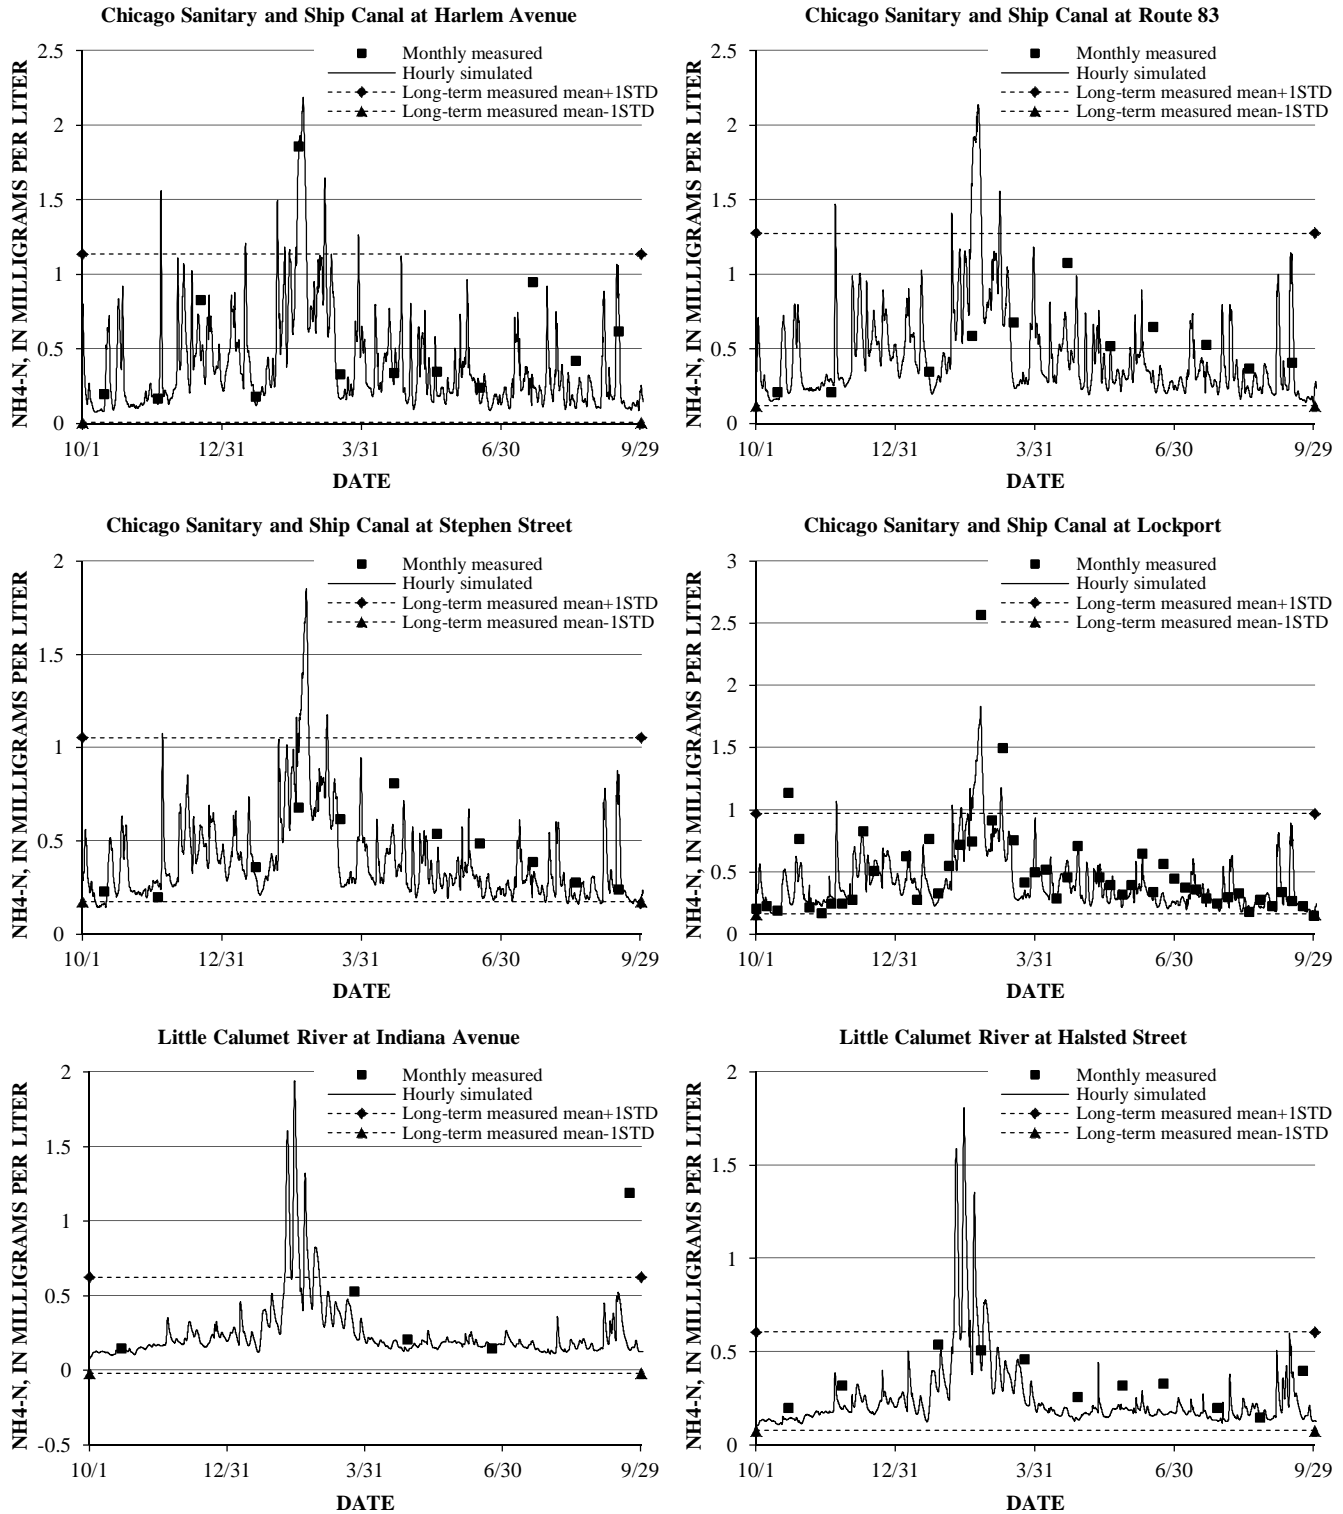 Chicago Sanitary and Ship Canal at Harlem Avenue
NH4-N, IN MILLIGRAMS PER LITER
2.5
2
1.5
1
0.5
0
Monthly measured
Hourly simulated
Long-term measured mean+1STD
Long-term measured mean-1STD
10/1 12/31 3/31 6/30 9/29
DATE
Chicago Sanitary and Ship Canal at Route 83
NH4-N, IN MILLIGRAMS PER LITER
2.5
2
1.5
1
0.5
0
Monthly measured
Hourly simulated
Long-term measured mean+1STD
Long-term measured mean-1STD
10/1 12/31 3/31 6/30 9/29
DATE
Chicago Sanitary and Ship Canal at Stephen Street
NH4-N, IN MILLIGRAMS PER LITER
2
1.5
1
0.5
0
Monthly measured
Hourly simulated
Long-term measured mean+1STD
Long-term measured mean-1STD
10/1 12/31 3/31 6/30 9/29
DATE
Chicago Sanitary and Ship Canal at Lockport
NH4-N, IN MILLIGRAMS PER LITER
3
2.5
2
1.5
1
0.5
0
Monthly measured
Hourly simulated
Long-term measured mean+1STD
Long-term measured mean-1STD
10/1 12/31 3/31 6/30 9/29
DATE
Little Calumet River at Indiana Avenue
NH4-N, IN MILLIGRAMS PER LITER
2
1.5
1
0.5
0
-0.5
Monthly measured
Hourly simulated
Long-term measured mean+1STD
Long-term measured mean-1STD
10/1 12/31 3/31 6/30 9/29
DATE
Little Calumet River at Halsted Street
NH4-N, IN MILLIGRAMS PER LITER
2
1.5
1
0.5
0
Monthly measured
Hourly simulated
Long-term measured mean+1STD
Long-term measured mean-1STD
10/1 12/31 3/31 6/30 9/29
DATE